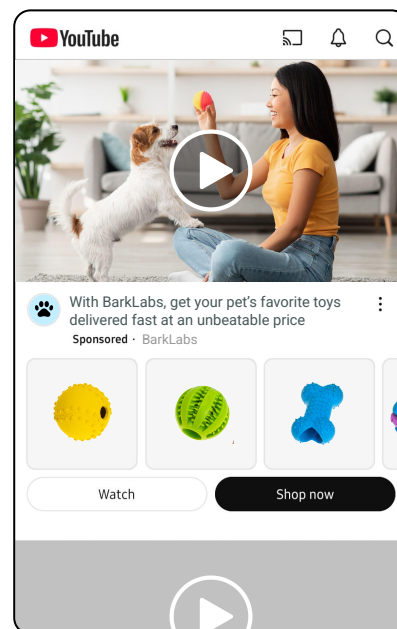 YouTube
With BarkLabs, get your pet’s favorite toys
delivered fast at an unbeatable price
Sponsored · BarkLabs
Watch
Shop now